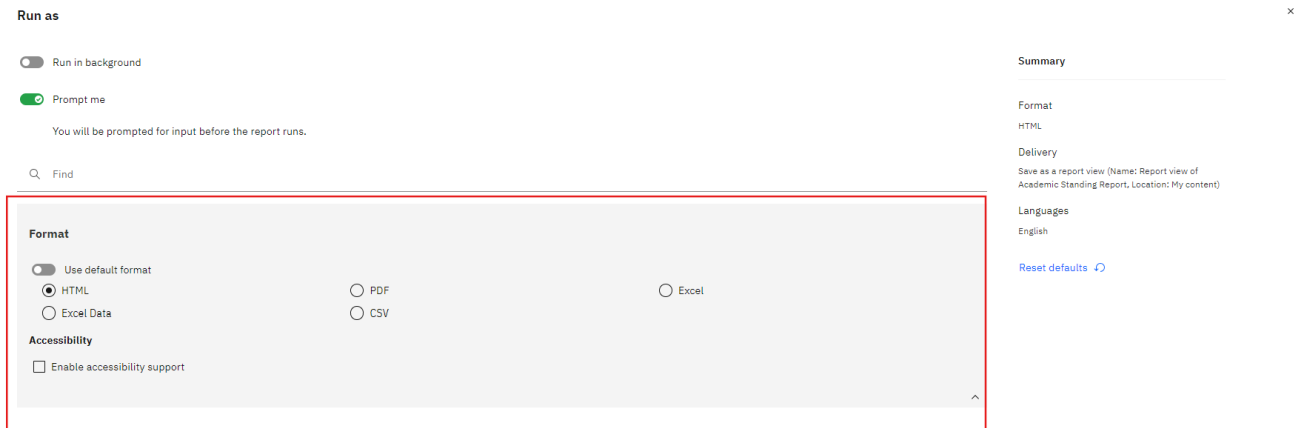 Run as
Run in background
Prompt me
You will be prompted for input before the report runs.
Find
Format
Use default format
HTML
PDF
Excel
Excel Data
CSV
Accessibility
Enable accessibility support
Summary
Format
HTML
Delivery
Save as a report view (Name: Report view of
Academic Standing Report, Location: My content)
Languages
English
Reset defaults